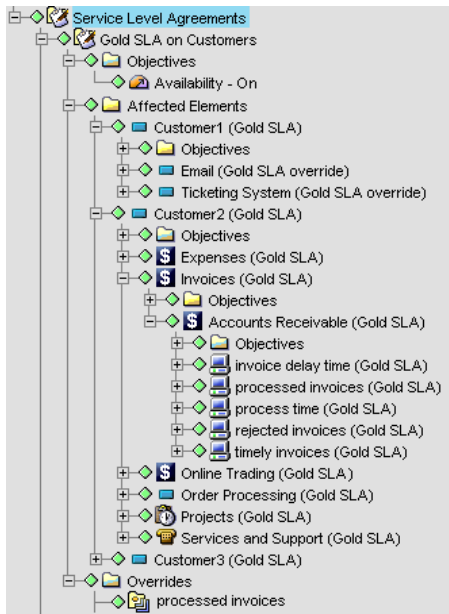 Service Level Agreements
Gold SLA on Customers
Objectives
Availability - On
Affected Elements
Customer1 (Gold SLA)
Objectives
Email (Gold SLA override)
Ticketing System (Gold SLA override)
Customer2 (Gold SLA)
Objectives
Expenses (Gold SLA)
Invoices (Gold SLA)
Objectives
Accounts Receivable (Gold SLA)
Objectives
invoice delay time (Gold SLA)
processed invoices (Gold SLA)
process time (Gold SLA)
rejected invoices (Gold SLA)
timely invoices (Gold SLA)
Online Trading (Gold SLA)
Order Processing (Gold SLA)
Projects (Gold SLA)
Services and Support (Gold SLA)
Customer3 (Gold SLA)
Overrides
processed invoices